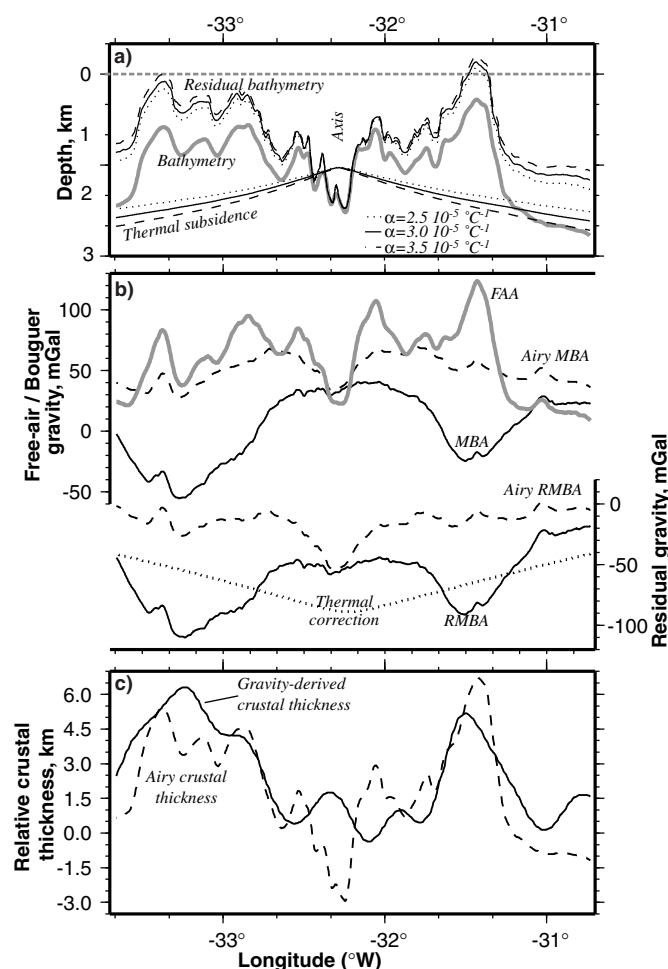 -33° -32° -31°
a)
0
1
2
3
Depth, km
Residual bathymetry
Bathymetry
Axis
Thermal subsidence
α=2.5 10-5 °C-1
α=3.0 10-5 °C-1
α=3.5 10-5 °C-1
b)
100
50
0
-50
Free-air / Bouguer
gravity, mGal
FAA
Airy MBA
MBA
Airy RMBA
0
-50
-100
Residual gravity, mGal
Thermal
correction
RMBA
c)
6.0
4.5
3.0
1.5
0.0
-1.5
-3.0
Relative crustal
thickness, km
Gravity-derived
crustal thickness
Airy crustal
thickness
-33° -32° -31°
Longitude (°W)